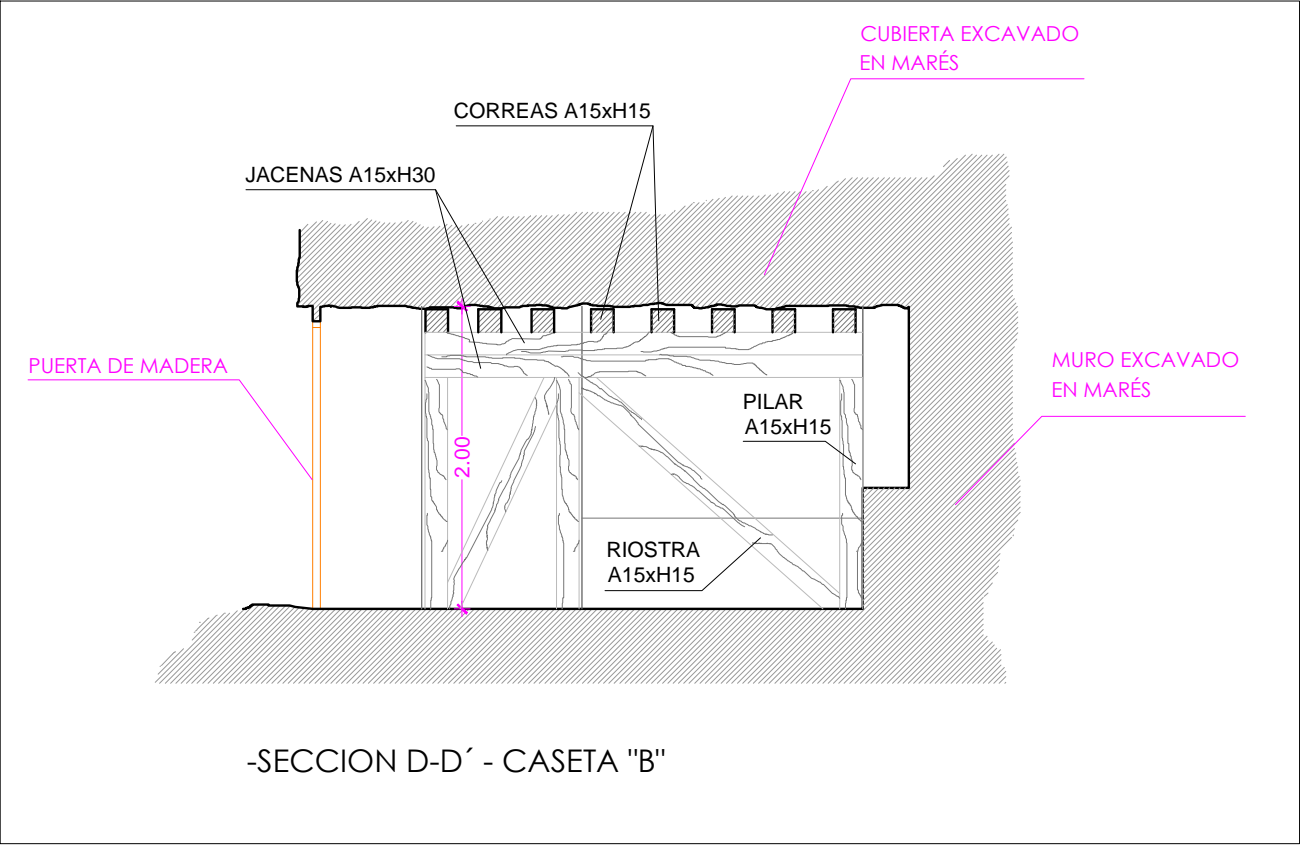 CUBIERTA EXCAVADO
EN MARÉS
CORREAS A15xH15
JACENAS A15xH30
PUERTA DE MADERA
MURO EXCAVADO
EN MARÉS
PILAR
A15xH15
2.00
RIOSTRA
A15xH15
-SECCION D-D´ - CASETA "B"